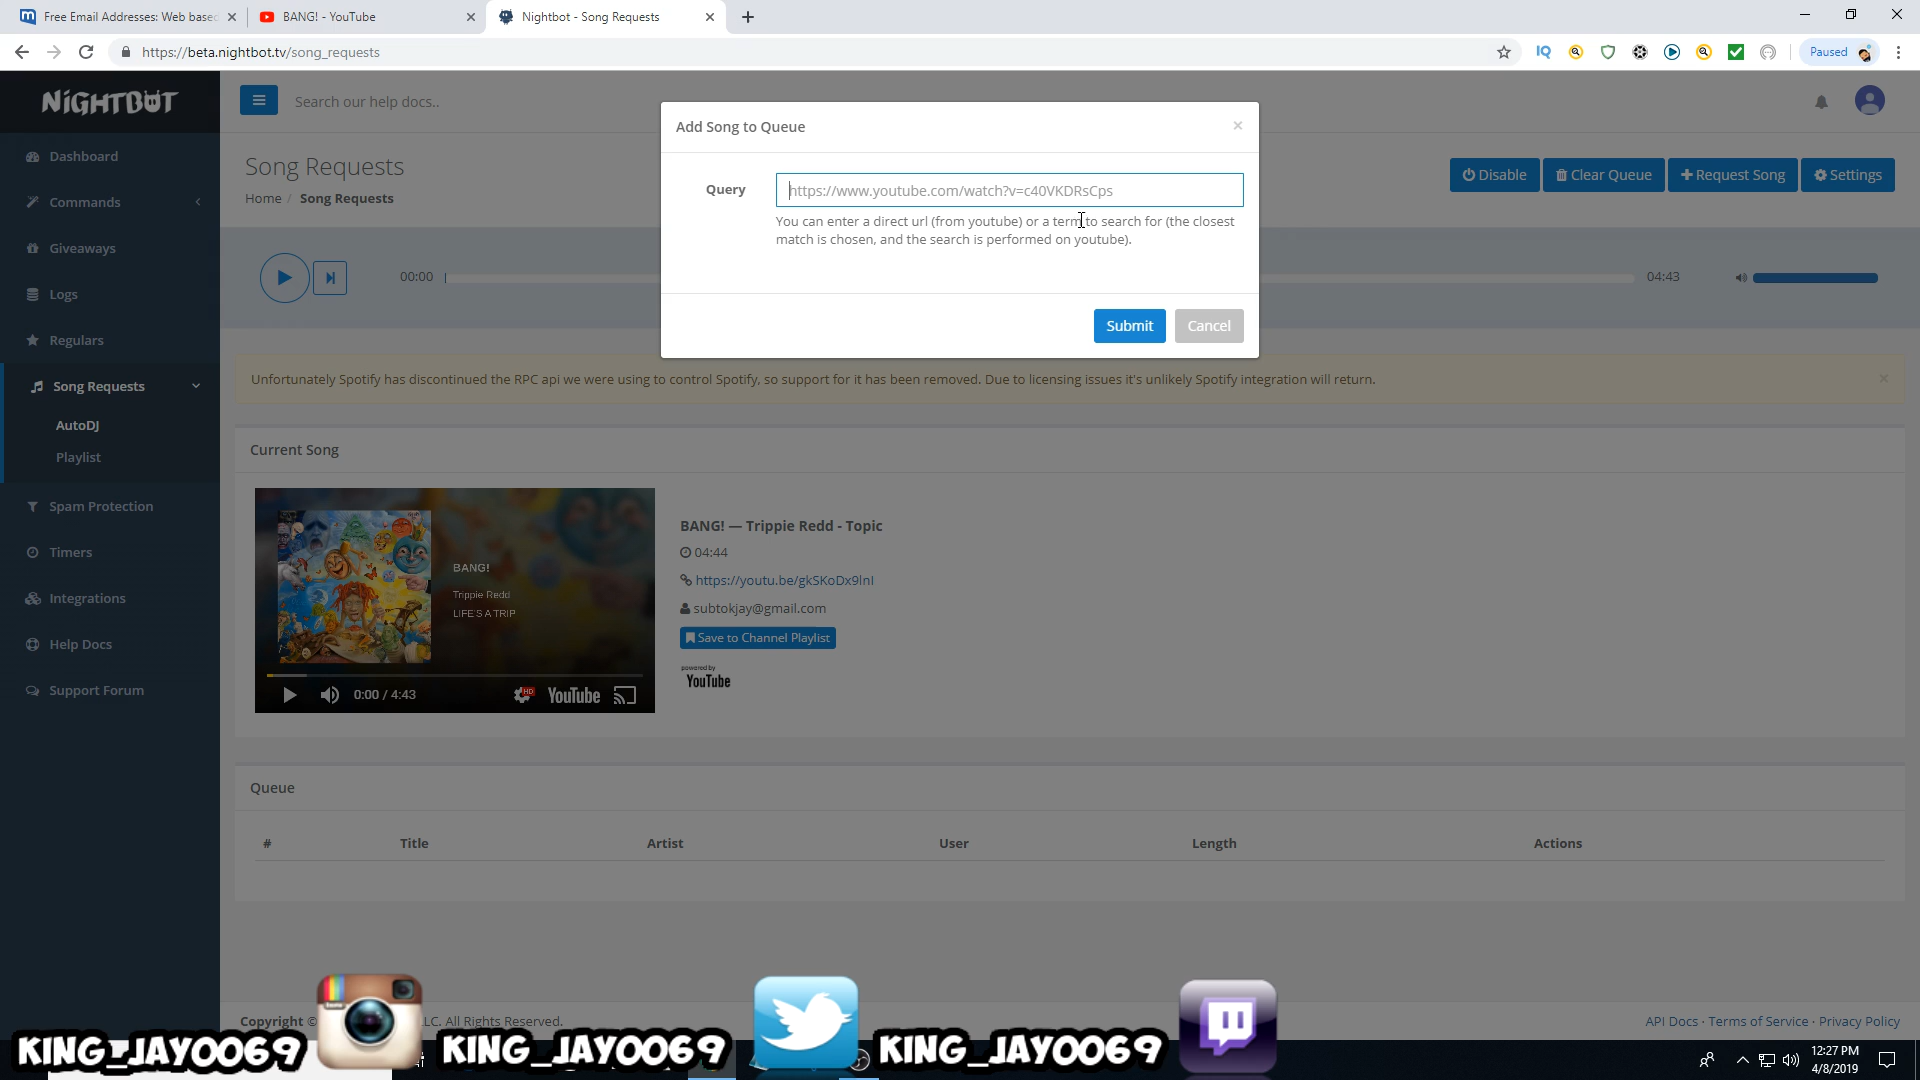 Free Email Addresses: Web base
BANG! - YouTube
Nightbot - Song Requests
https://beta.nightbot.tv/song_requests
IQ
Paused
NIGHTBOT
Search our help docs..
Dashboard
Commands
Giveaways
Logs
Regulars
Song Requests
AutoDJ
Playlist
Spam Protection
Timers
Integrations
Help Docs
Support Forum
Song Requests
Home / Song Requests
Disable
Clear Queue
Request Song
Settings
00:00
04:43
Add Song to Queue
×
Query
https://www.youtube.com/watch?v=c40VKDRsCps
You can enter a direct url (from youtube) or a term to search for (the closest
match is chosen, and the search is performed on youtube).
Submit
Cancel
Unfortunately Spotify has discontinued the RPC api we were using to control Spotify, so support for it has been removed. Due to licensing issues it's unlikely Spotify integration will return.
×
Current Song
BANG!
Trippie Redd
LIFE'S A TRIP
0:00 / 4:43
HD
YouTube
BANG! — Trippie Redd - Topic
04:44
https://youtu.be/gkSKoDx9lnI
subtokjay@gmail.com
Save to Channel Playlist
powered by
YouTube
Queue
# Title Artist User Length Actions
Copyright © LC. All Rights Reserved.
API Docs · Terms of Service · Privacy Policy
KING_JAYOO69
KING_JAYOO69
KING_JAYOO69
12:27 PM
4/8/2019